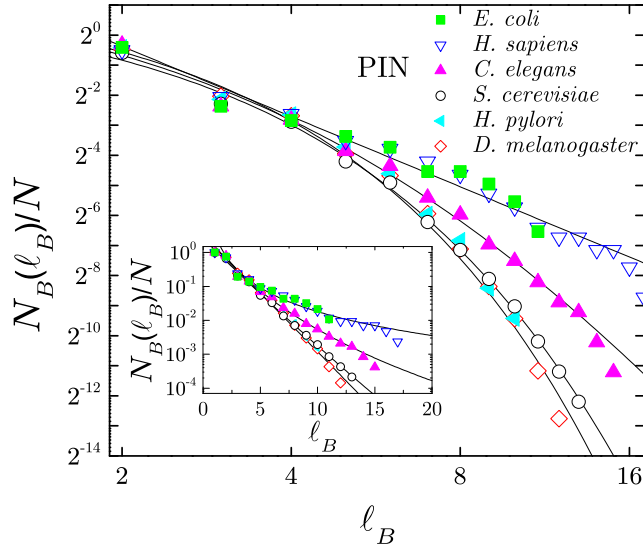 PIN
E. coli
H. sapiens
C. elegans
S. cerevisiae
H. pylori
D. melanogaster
N_B(ℓ_B)/N
2^0
2^-2
2^-4
2^-6
2^-8
2^-10
2^-12
2^-14
2 4 8 16
ℓ_B
N_B(ℓ_B)/N
10^0
10^-1
10^-2
10^-3
10^-4
0 5 10 15 20
ℓ_B